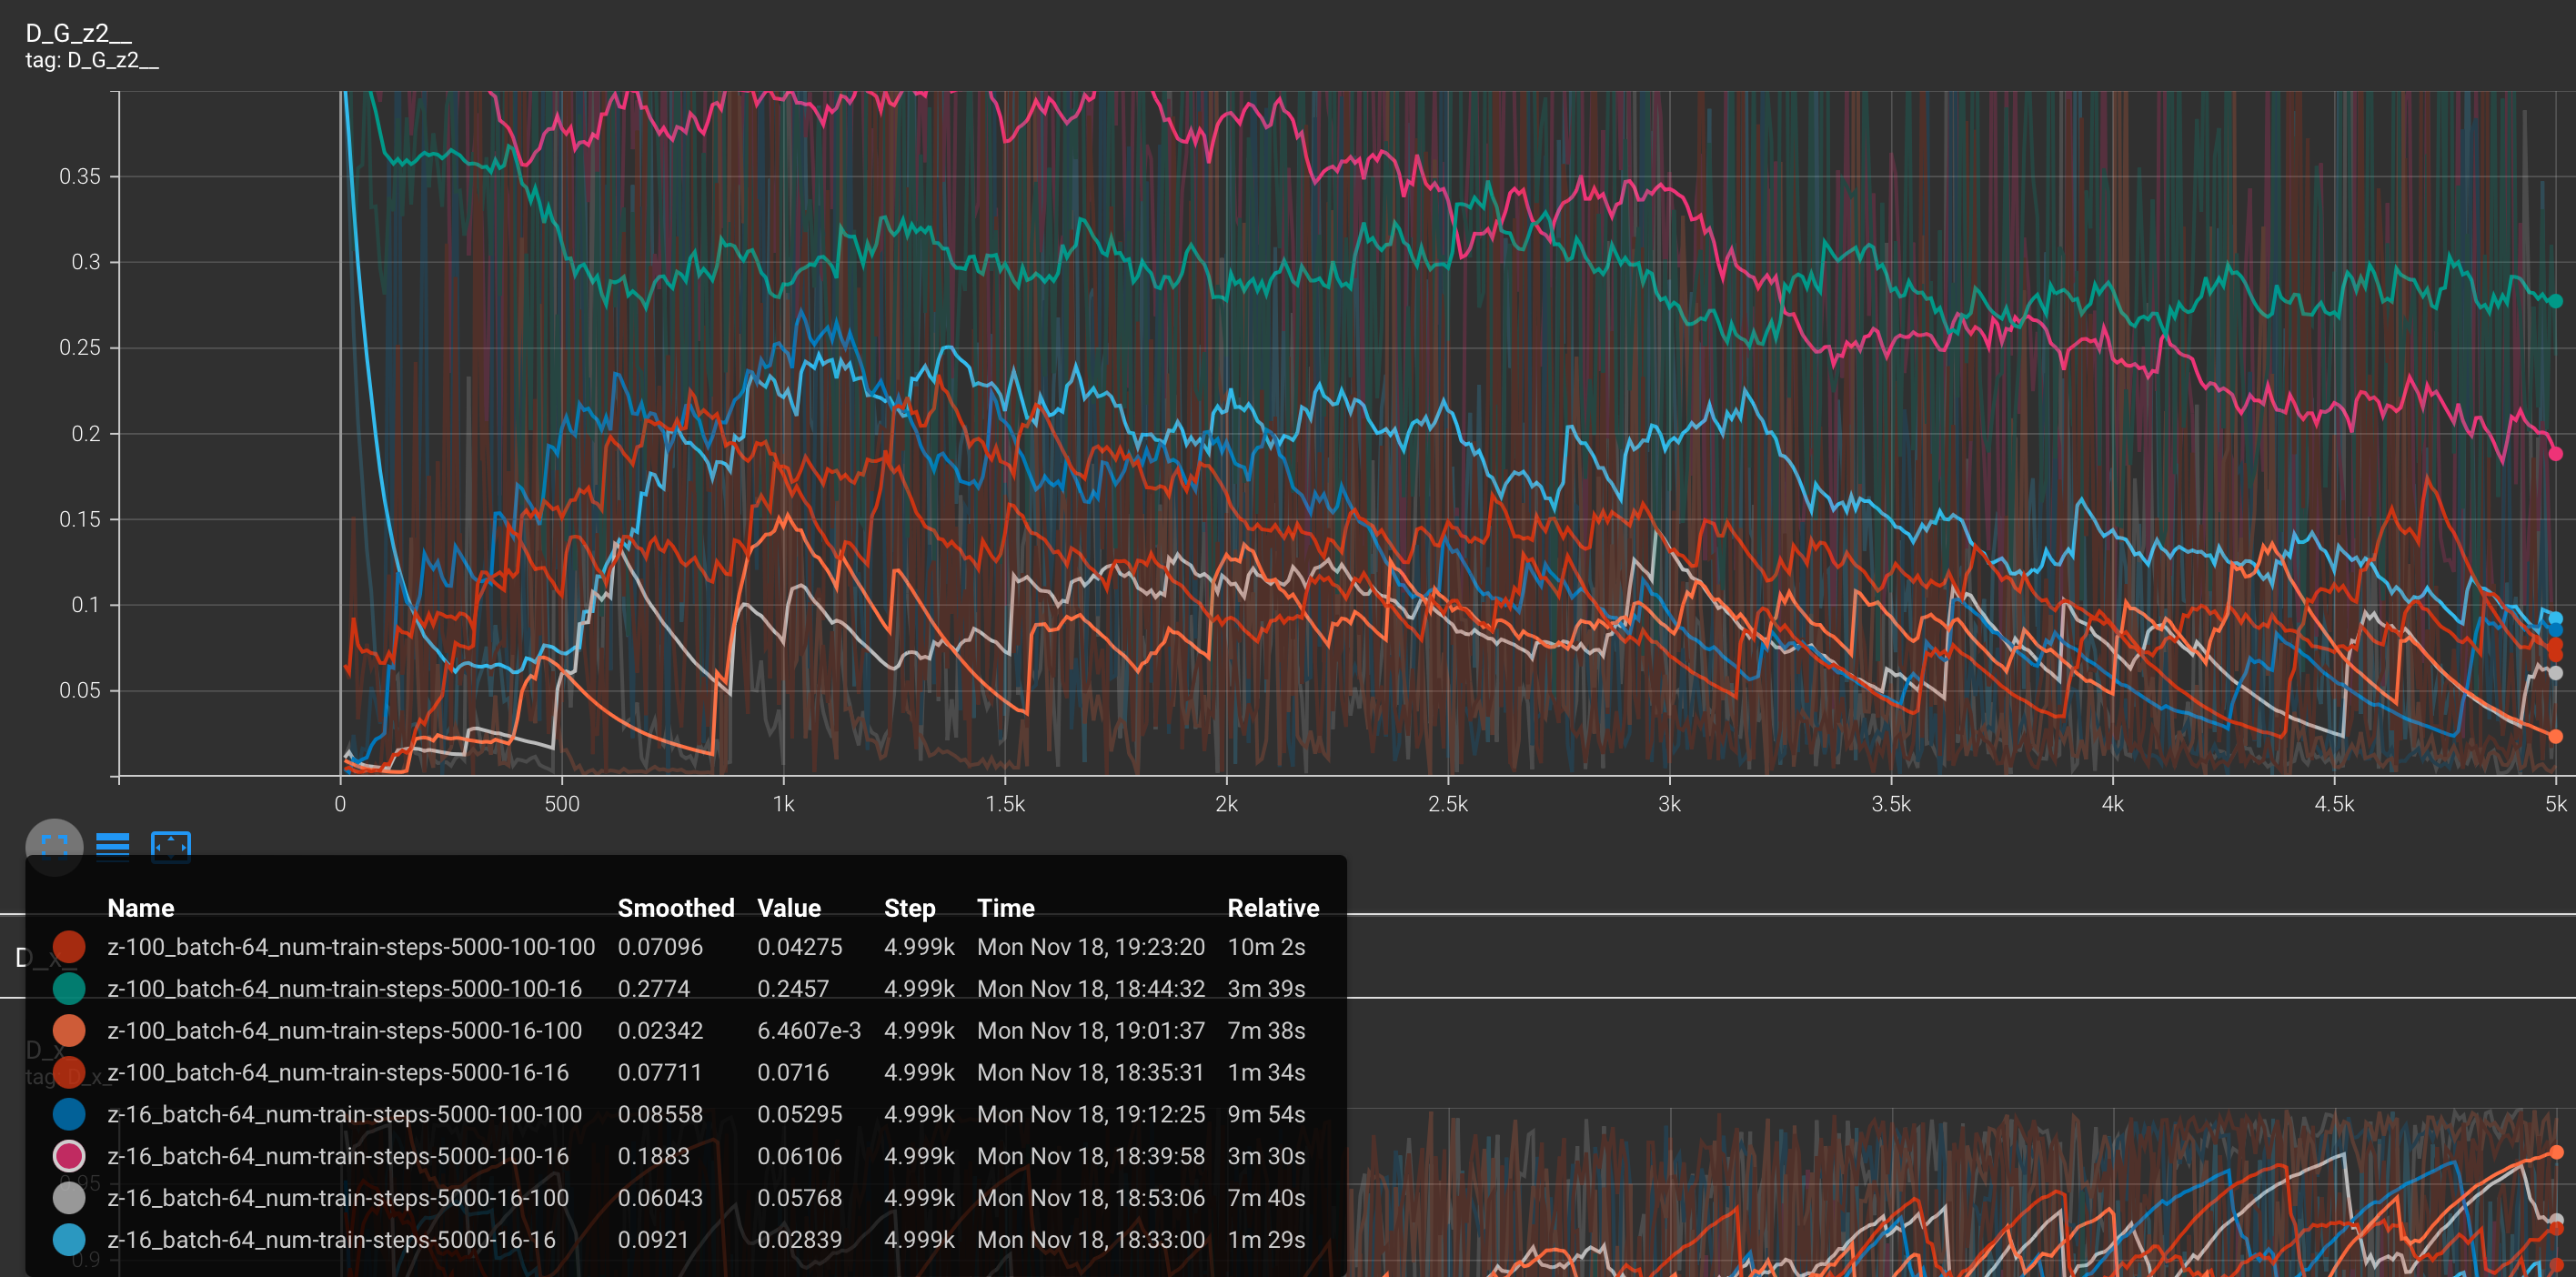 D_G_z2__
tag: D_G_z2__
0.35
0.3
0.25
0.2
0.15
0.1
0.05
0 500 1k 1.5k 2k 2.5k 3k 3.5k 4k 4.5k 5k
Name Smoothed Value Step Time Relative
z-100_batch-64_num-train-steps-5000-100-100 0.07096 0.04275 4.999k Mon Nov 18, 19:23:20 10m 2s
D_x_
z-100_batch-64_num-train-steps-5000-100-16 0.2774 0.2457 4.999k Mon Nov 18, 18:44:32 3m 39s
z-100_batch-64_num-train-steps-5000-16-100 0.02342 6.4607e-3 4.999k Mon Nov 18, 19:01:37 7m 38s
D_x_
z-100_batch-64_num-train-steps-5000-16-16 0.07711 0.0716 4.999k Mon Nov 18, 18:35:31 1m 34s
tag: D_x_
z-16_batch-64_num-train-steps-5000-100-100 0.08558 0.05295 4.999k Mon Nov 18, 19:12:25 9m 54s
z-16_batch-64_num-train-steps-5000-100-16 0.1883 0.06106 4.999k Mon Nov 18, 18:39:58 3m 30s
0.95
z-16_batch-64_num-train-steps-5000-16-100 0.06043 0.05768 4.999k Mon Nov 18, 18:53:06 7m 40s
z-16_batch-64_num-train-steps-5000-16-16 0.0921 0.02839 4.999k Mon Nov 18, 18:33:00 1m 29s
0.9